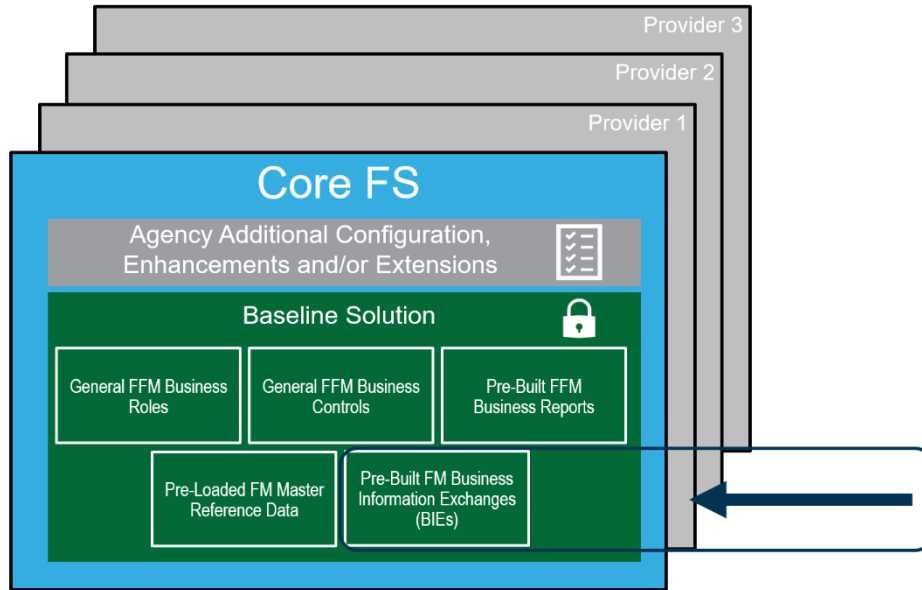 Provider 3
Provider 2
Provider 1
Core FS
Agency Additional Configuration,
Enhancements and/or Extensions
Baseline Solution
General FFM Business
Roles
General FFM Business
Controls
Pre-Built FFM
Business Reports
Pre-Loaded FM Master
Reference Data
Pre-Built FM Business
Information Exchanges
(BIEs)